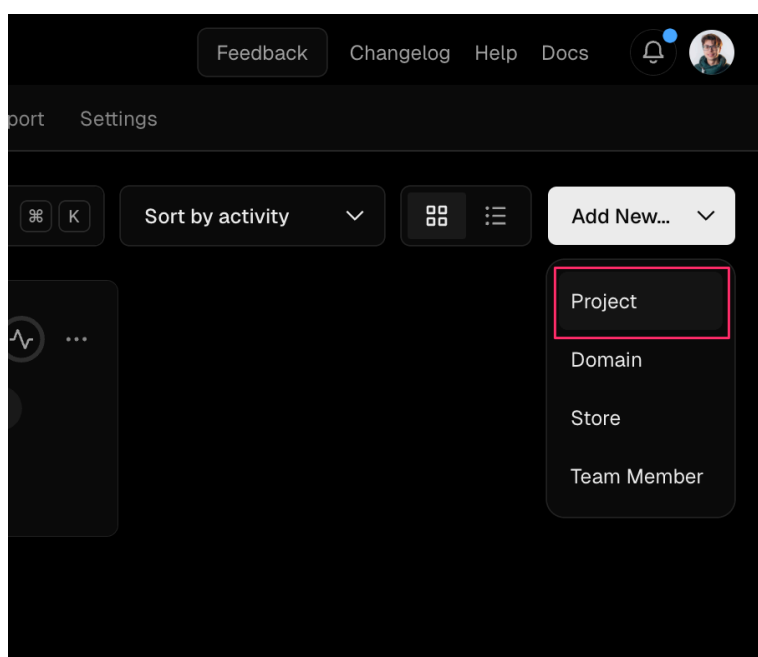 Feedback Changelog Help Docs
port Settings
⌘ K Sort by activity Add New...
Project
Domain
Store
Team Member